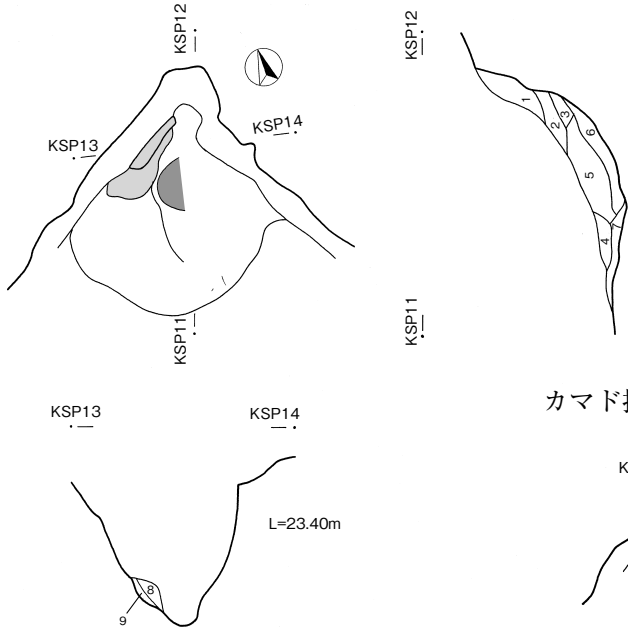 KSP12
KSP13
KSP14
KSP11
KSP12
1
2
3
6
5
4
KSP11
KSP13
KSP14
L=23.40m
8
9
カマド
K